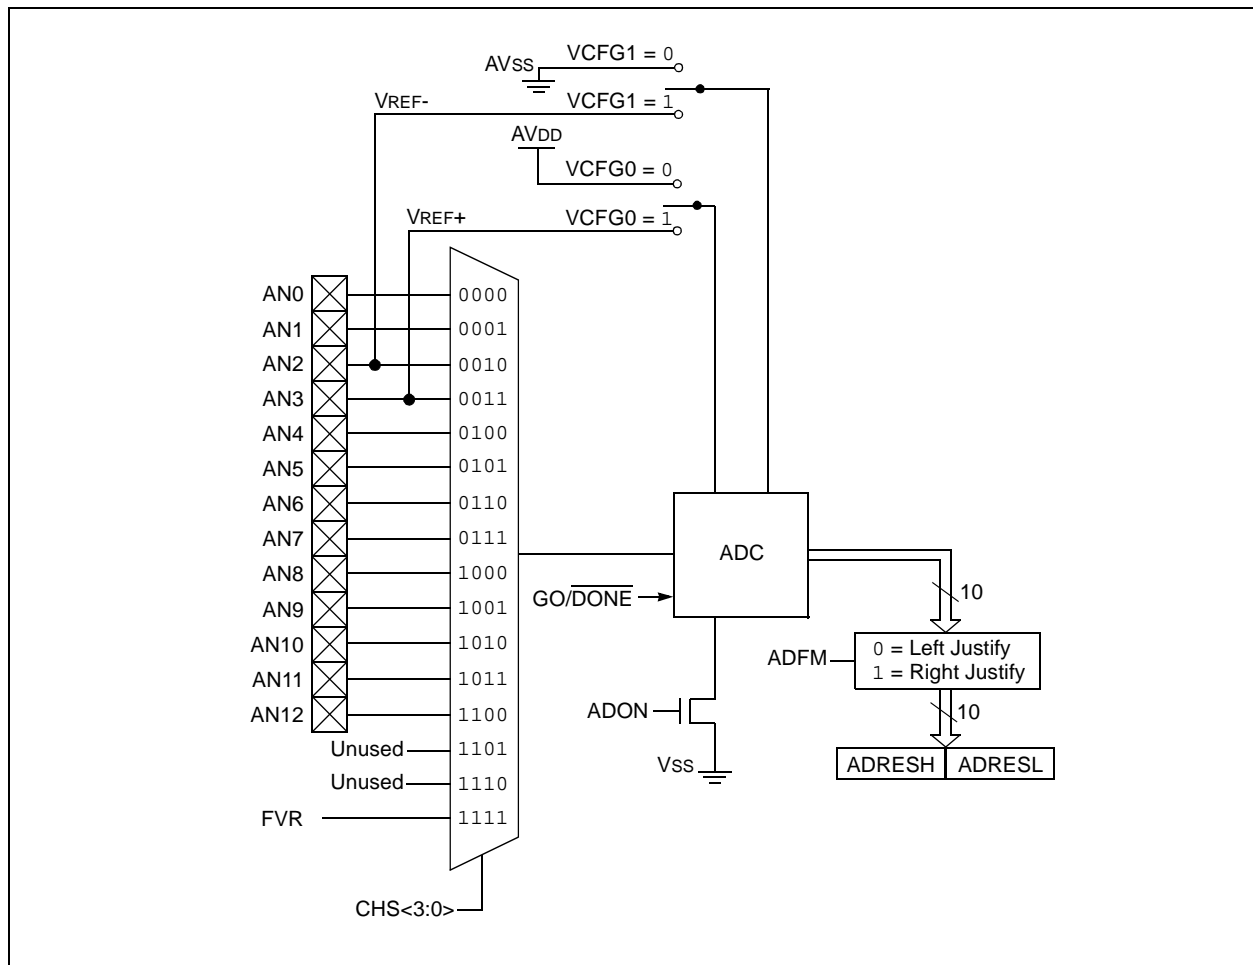 VCFG1 = 0
AVSS
VREF-
VCFG1 = 1
AVDD
VCFG0 = 0
VREF+
VCFG0 = 1
AN0
0000
AN1
0001
AN2
0010
AN3
0011
AN4
0100
AN5
0101
AN6
0110
AN7
0111
AN8
1000
AN9
1001
AN10
1010
AN11
1011
AN12
1100
Unused
1101
Unused
1110
FVR
1111
CHS<3:0>
ADC
GO/DONE
10
ADFM
0 = Left Justify
1 = Right Justify
10
ADON
VSS
ADRESH
ADRESL